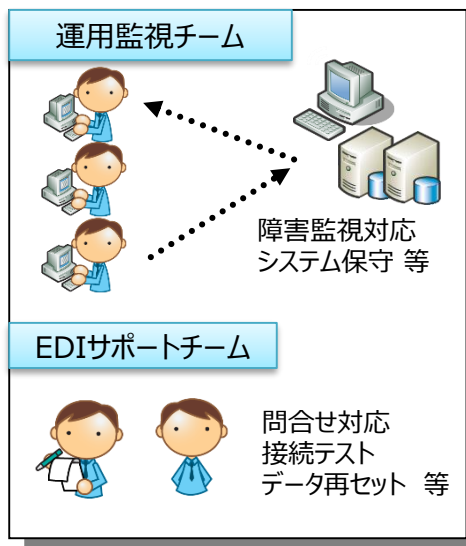 運用監視チーム
障害監視対応
システム保守 等
EDIサポートチーム
問合せ対応
接続テスト
データ再セット 等